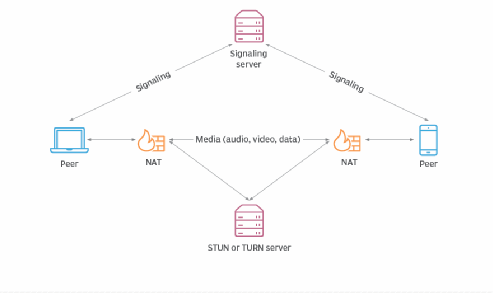 Signaling
server
Signaling
Signaling
Media (audio, video, data)
Peer
NAT
NAT
Peer
STUN or TURN server